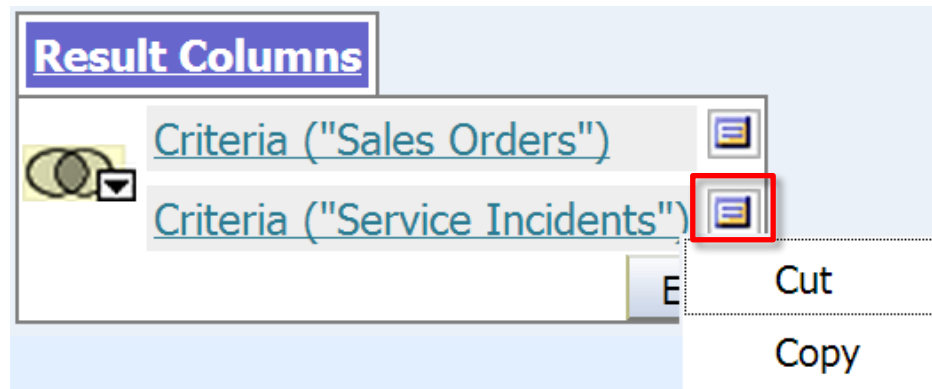 Result Columns
Criteria ("Sales Orders")
Criteria ("Service Incidents")
Cut
Copy